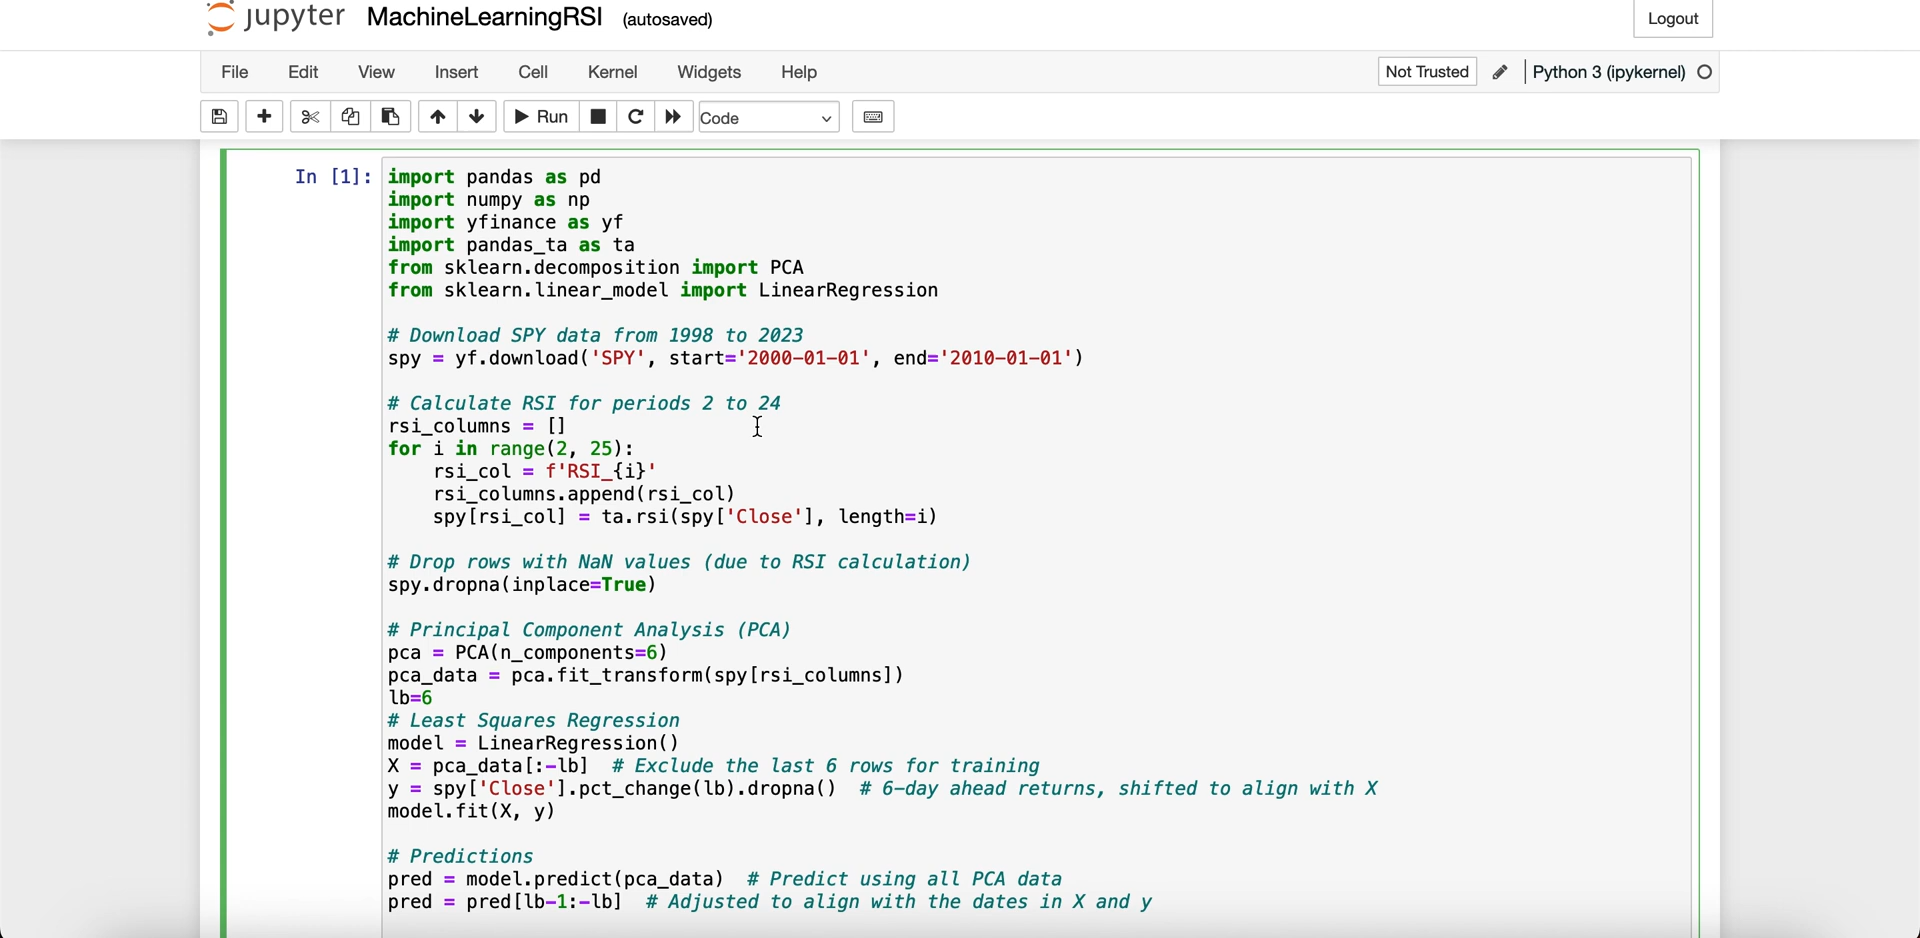 jupyter MachineLearningRSI (autosaved) Logout
File Edit View Insert Cell Kernel Widgets Help Not Trusted Python 3 (ipykernel)
Run Code
In [1]: import pandas as pd
import numpy as np
import yfinance as yf
import pandas_ta as ta
from sklearn.decomposition import PCA
from sklearn.linear_model import LinearRegression
# Download SPY data from 1998 to 2023
spy = yf.download('SPY', start='2000-01-01', end='2010-01-01')
# Calculate RSI for periods 2 to 24
rsi_columns = []
for i in range(2, 25):
    rsi_col = f'RSI_{i}'
    rsi_columns.append(rsi_col)
    spy[rsi_col] = ta.rsi(spy['Close'], length=i)
# Drop rows with NaN values (due to RSI calculation)
spy.dropna(inplace=True)
# Principal Component Analysis (PCA)
pca = PCA(n_components=6)
pca_data = pca.fit_transform(spy[rsi_columns])
lb=6
# Least Squares Regression
model = LinearRegression()
X = pca_data[:-lb]  # Exclude the last 6 rows for training
y = spy['Close'].pct_change(lb).dropna()  # 6-day ahead returns, shifted to align with X
model.fit(X, y)
# Predictions
pred = model.predict(pca_data)  # Predict using all PCA data
pred = pred[lb-1:-lb]  # Adjusted to align with the dates in X and y